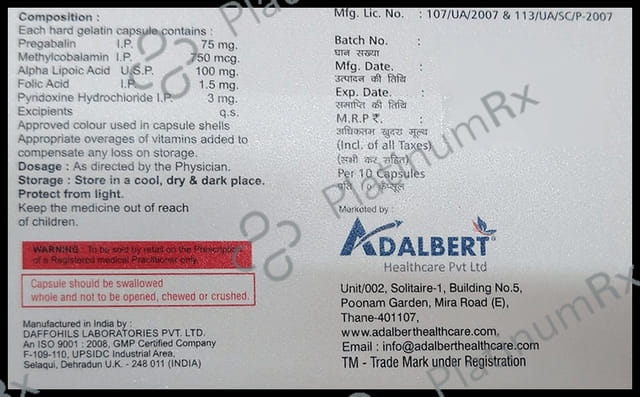 Composition :
Each hard gelatin capsule contains :
Pregabalin I.P. 75 mg.
Methylcobalamin I.P. 750 mcg.
Alpha Lipoic Acid U.S.P. 100 mg.
Folic Acid I.P. 1.5 mg.
Pyridoxine Hydrochloride I.P. 3 mg.
Excipients q.s.
Approved colour used in capsule shells
Appropriate overages of vitamins added to
compensate any loss on storage.
Dosage : As directed by the Physician.
Storage : Store in a cool, dry & dark place.
Protect from light.
Keep the medicine out of reach
of children.
WARNING : To be sold by retail on the Prescription
of a Registered medical Practitioner only.
Capsule should be swallowed
whole and not to be opened, chewed or crushed.
Manufactured in India by :
DAFFOHILS LABORATORIES PVT. LTD.
An ISO 9001 : 2008, GMP Certified Company
F-109-110, UPSIDC Industrial Area,
Selaqui, Dehradun U.K. - 248 011 (INDIA)
Mfg. Lic. No. : 107/UA/2007 & 113/UA/SC/P-2007
Batch No. :
घान सख्या
Mfg. Date. :
उत्पादन की तिथि
Exp. Date. :
समाप्ति की तिथि
M.R.P ₹. :
अधिकतम खुदरा मूल्य
(Incl. of all Taxes)
(सभी कर सहित)
Per 10 Capsules
प्रति कैप्सूल
Marketed by :
ADALBERT
Healthcare Pvt Ltd
Unit/002, Solitaire-1, Building No.5,
Poonam Garden, Mira Road (E),
Thane-401107,
www.adalberthealthcare.com,
Email : info@adalberthealthcare.com
TM - Trade Mark under Registration
PlatinumRx
PlatinumRx
PlatinumRx